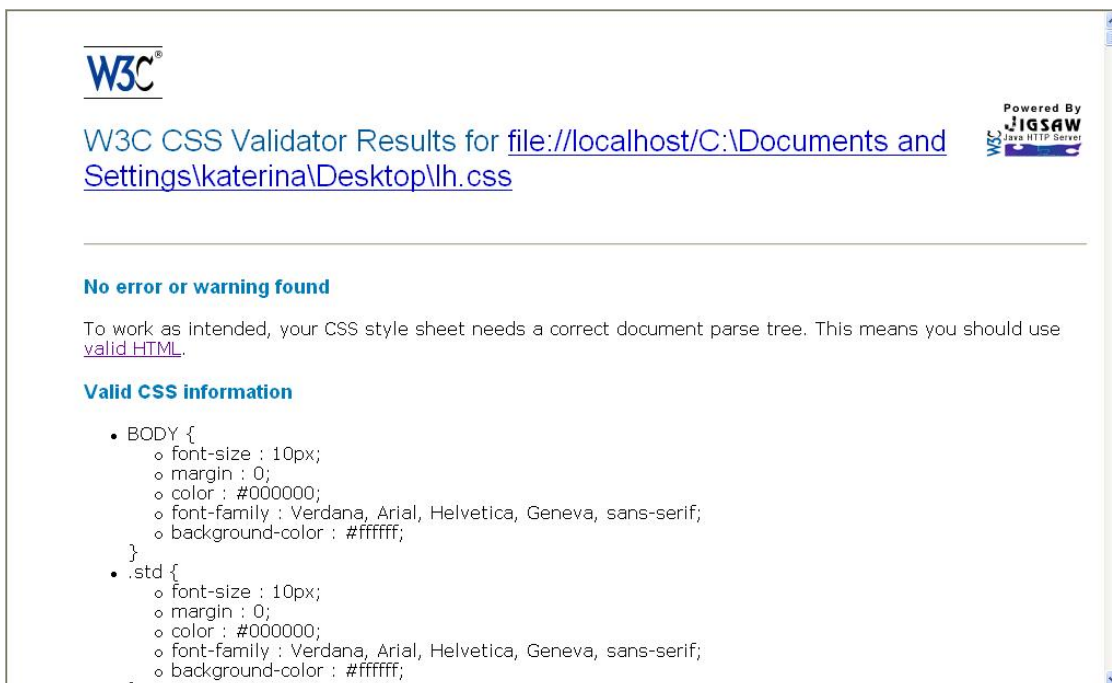 W3C®
Powered By
JIGSAW
Java HTTP Server
W3C
W3C CSS Validator Results for file://localhost/C:\Documents and
Settings\katerina\Desktop\lh.css
No error or warning found
To work as intended, your CSS style sheet needs a correct document parse tree. This means you should use
valid HTML.
Valid CSS information
• BODY {
o font-size : 10px;
o margin : 0;
o color : #000000;
o font-family : Verdana, Arial, Helvetica, Geneva, sans-serif;
o background-color : #ffffff;
}
• .std {
o font-size : 10px;
o margin : 0;
o color : #000000;
o font-family : Verdana, Arial, Helvetica, Geneva, sans-serif;
o background-color : #ffffff;